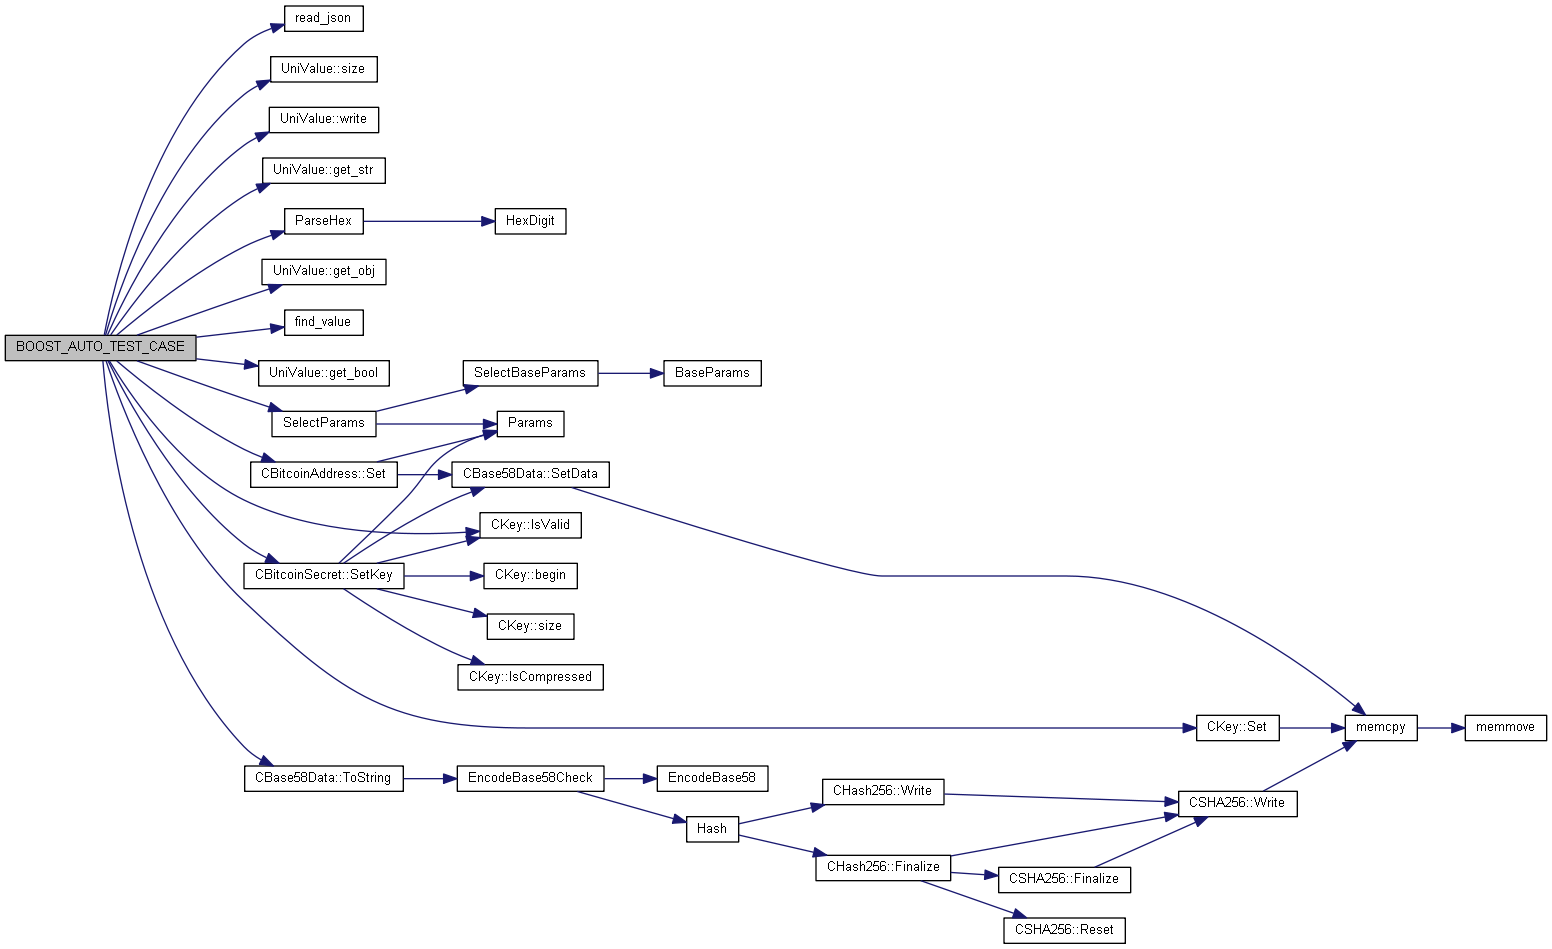 read_json
UniValue::size
UniValue::write
UniValue::get_str
ParseHex
HexDigit
UniValue::get_obj
find_value
BOOST_AUTO_TEST_CASE
UniValue::get_bool
SelectBaseParams
BaseParams
SelectParams
Params
CBitcoinAddress::Set
CBase58Data::SetData
CKey::IsValid
CBitcoinSecret::SetKey
CKey::begin
CKey::size
CKey::IsCompressed
CKey::Set
memcpy
memmove
CBase58Data::ToString
EncodeBase58Check
EncodeBase58
CHash256::Write
CSHA256::Write
Hash
CHash256::Finalize
CSHA256::Finalize
CSHA256::Reset